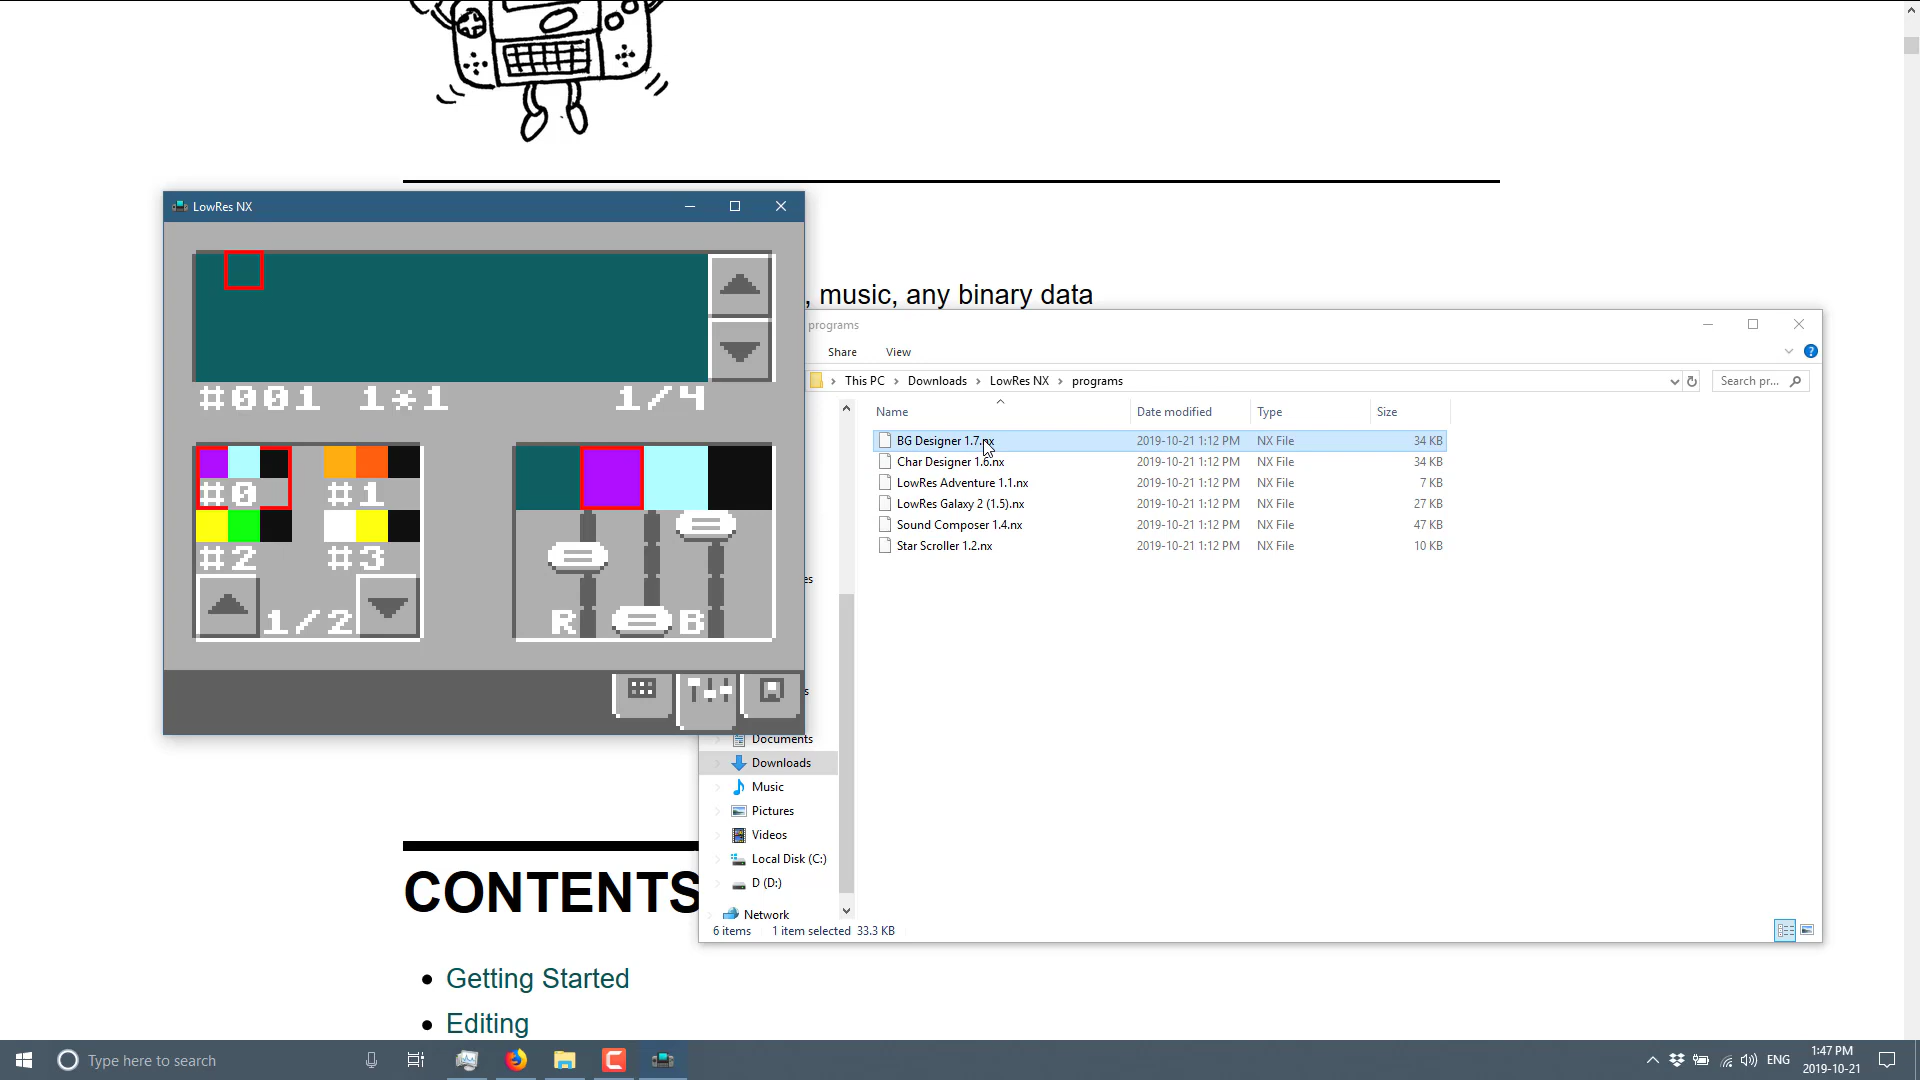 LowRes NX
#001 1*1 1/4
#0 #1
#2 #3
1/2
R B
, music, any binary data
programs
Share View
This PC Downloads LowRes NX programs
Search pr...
Name Date modified Type Size
BG Designer 1.7.nx 2019-10-21 1:12 PM NX File 34 KB
Char Designer 1.6.nx 2019-10-21 1:12 PM NX File 34 KB
LowRes Adventure 1.1.nx 2019-10-21 1:12 PM NX File 7 KB
LowRes Galaxy 2 (1.5).nx 2019-10-21 1:12 PM NX File 27 KB
Sound Composer 1.4.nx 2019-10-21 1:12 PM NX File 47 KB
Star Scroller 1.2.nx 2019-10-21 1:12 PM NX File 10 KB
es
s
Documents
Downloads
Music
Pictures
Videos
Local Disk (C:)
D (D:)
Network
6 items 1 item selected 33.3 KB
CONTENTS
Getting Started
Editing
Type here to search
ENG
1:47 PM
2019-10-21